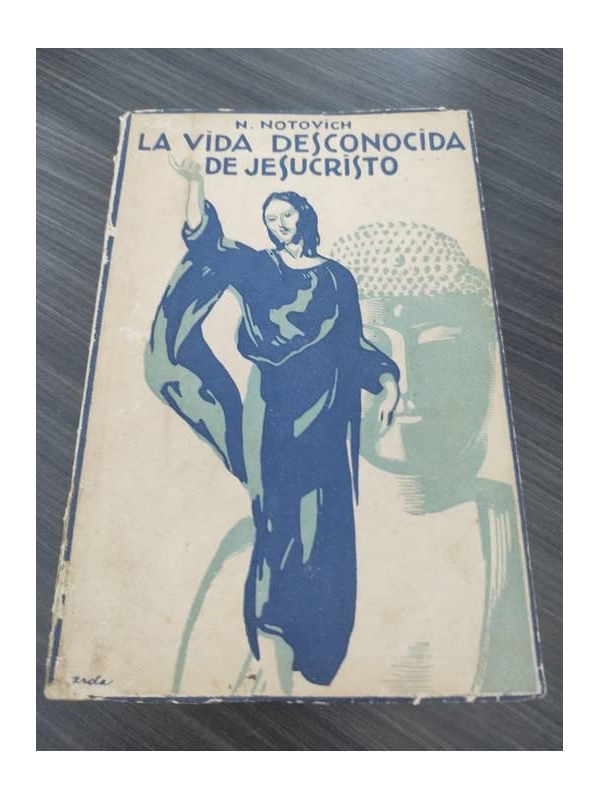 N. NOTOVICH
LA VIDA DESCONOCIDA
DE JESUCRISTO